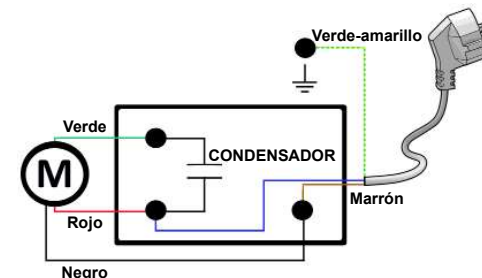 Verde-amarillo
Verde
CONDENSADOR
M
Marrón
Rojo
Negro